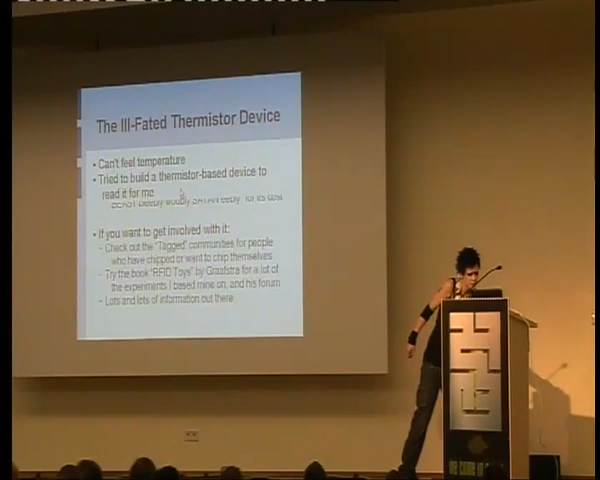 The Ill-Fated Thermistor Device
• Can't feel temperature
• Tried to build a thermistor-based device to
read it for me
• If you want to get involved with it:
– Check out the "Tagged" communities for people
who have chipped or want to chip themselves
– Try the book "RFID Toys" by Graafstra for a lot of
the experiments I based mine on, and his forum
– Lots and lots of information out there
WE COME IN